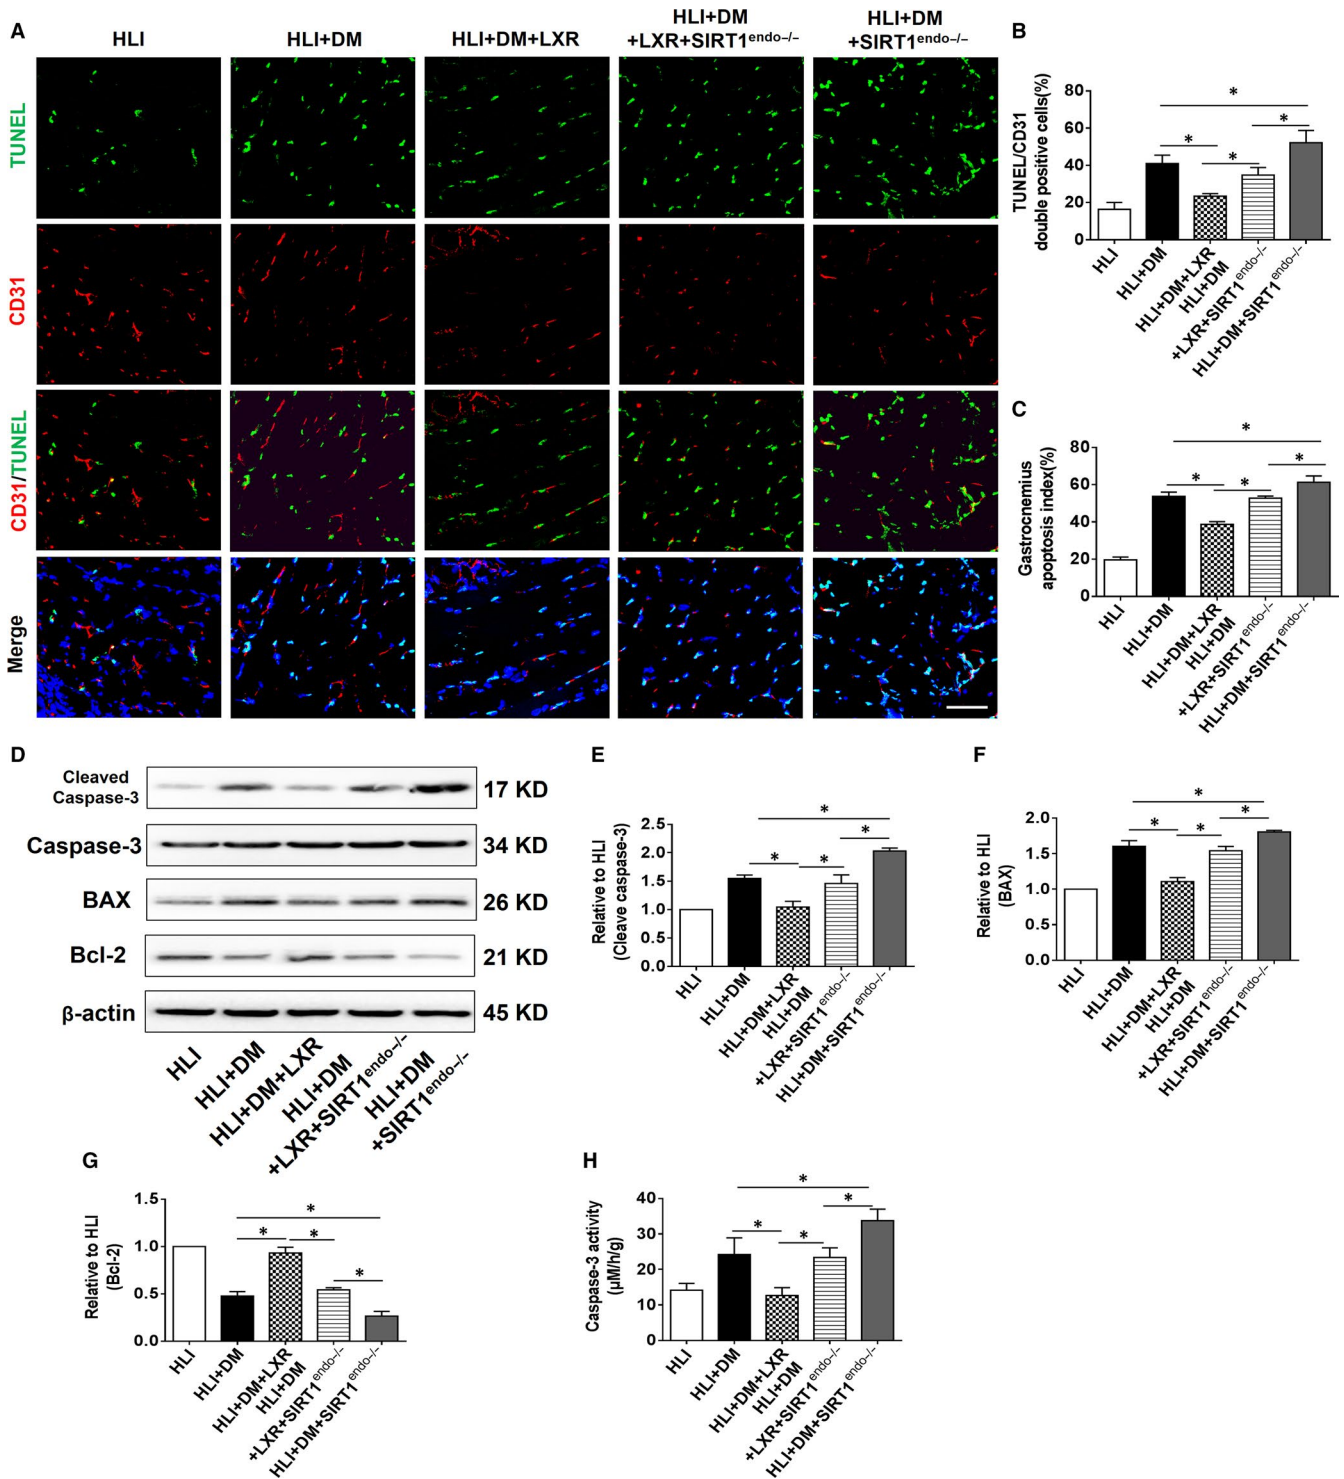 A
HLI
HLI+DM
HLI+DM+LXR
HLI+DM
+LXR+SIRT1endo−/−
HLI+DM
+SIRT1endo−/−
TUNEL
CD31
CD31/TUNEL
Merge
B
TUNEL/CD31
double positive cells(%)
80
60
40
20
0
*
*
*
*
HLI
HLI+DM
HLI+DM+LXR
HLI+DM
+LXR+SIRT1endo−/−
HLI+DM+SIRT1endo−/−
C
Gastrocnemius
apoptosis index(%)
80
60
40
20
0
*
*
*
*
HLI
HLI+DM
HLI+DM+LXR
HLI+DM
+LXR+SIRT1endo−/−
HLI+DM+SIRT1endo−/−
D
Cleaved
Caspase-3
17 KD
Caspase-3
34 KD
BAX
26 KD
Bcl-2
21 KD
β-actin
45 KD
HLI
HLI+DM
HLI+DM+LXR
HLI+DM
+LXR+SIRT1endo−/−
HLI+DM
+SIRT1endo−/−
E
Relative to HLI
(Cleave caspase-3)
2.5
2.0
1.5
1.0
0.5
0.0
*
*
*
*
HLI
HLI+DM
HLI+DM+LXR
HLI+DM
+LXR+SIRT1endo−/−
HLI+DM+SIRT1endo−/−
F
Relative to HLI
(BAX)
2.0
1.5
1.0
0.5
0.0
*
*
*
*
HLI
HLI+DM
HLI+DM+LXR
HLI+DM
+LXR+SIRT1endo−/−
HLI+DM+SIRT1endo−/−
G
Relative to HLI
(Bcl-2)
1.5
1.0
0.5
0.0
*
*
*
*
HLI
HLI+DM
HLI+DM+LXR
HLI+DM
+LXR+SIRT1endo−/−
HLI+DM+SIRT1endo−/−
H
Caspase-3 activity
(μM/h/g)
40
30
20
10
0
*
*
*
*
HLI
HLI+DM
HLI+DM+LXR
HLI+DM
+LXR+SIRT1endo−/−
HLI+DM+SIRT1endo−/−